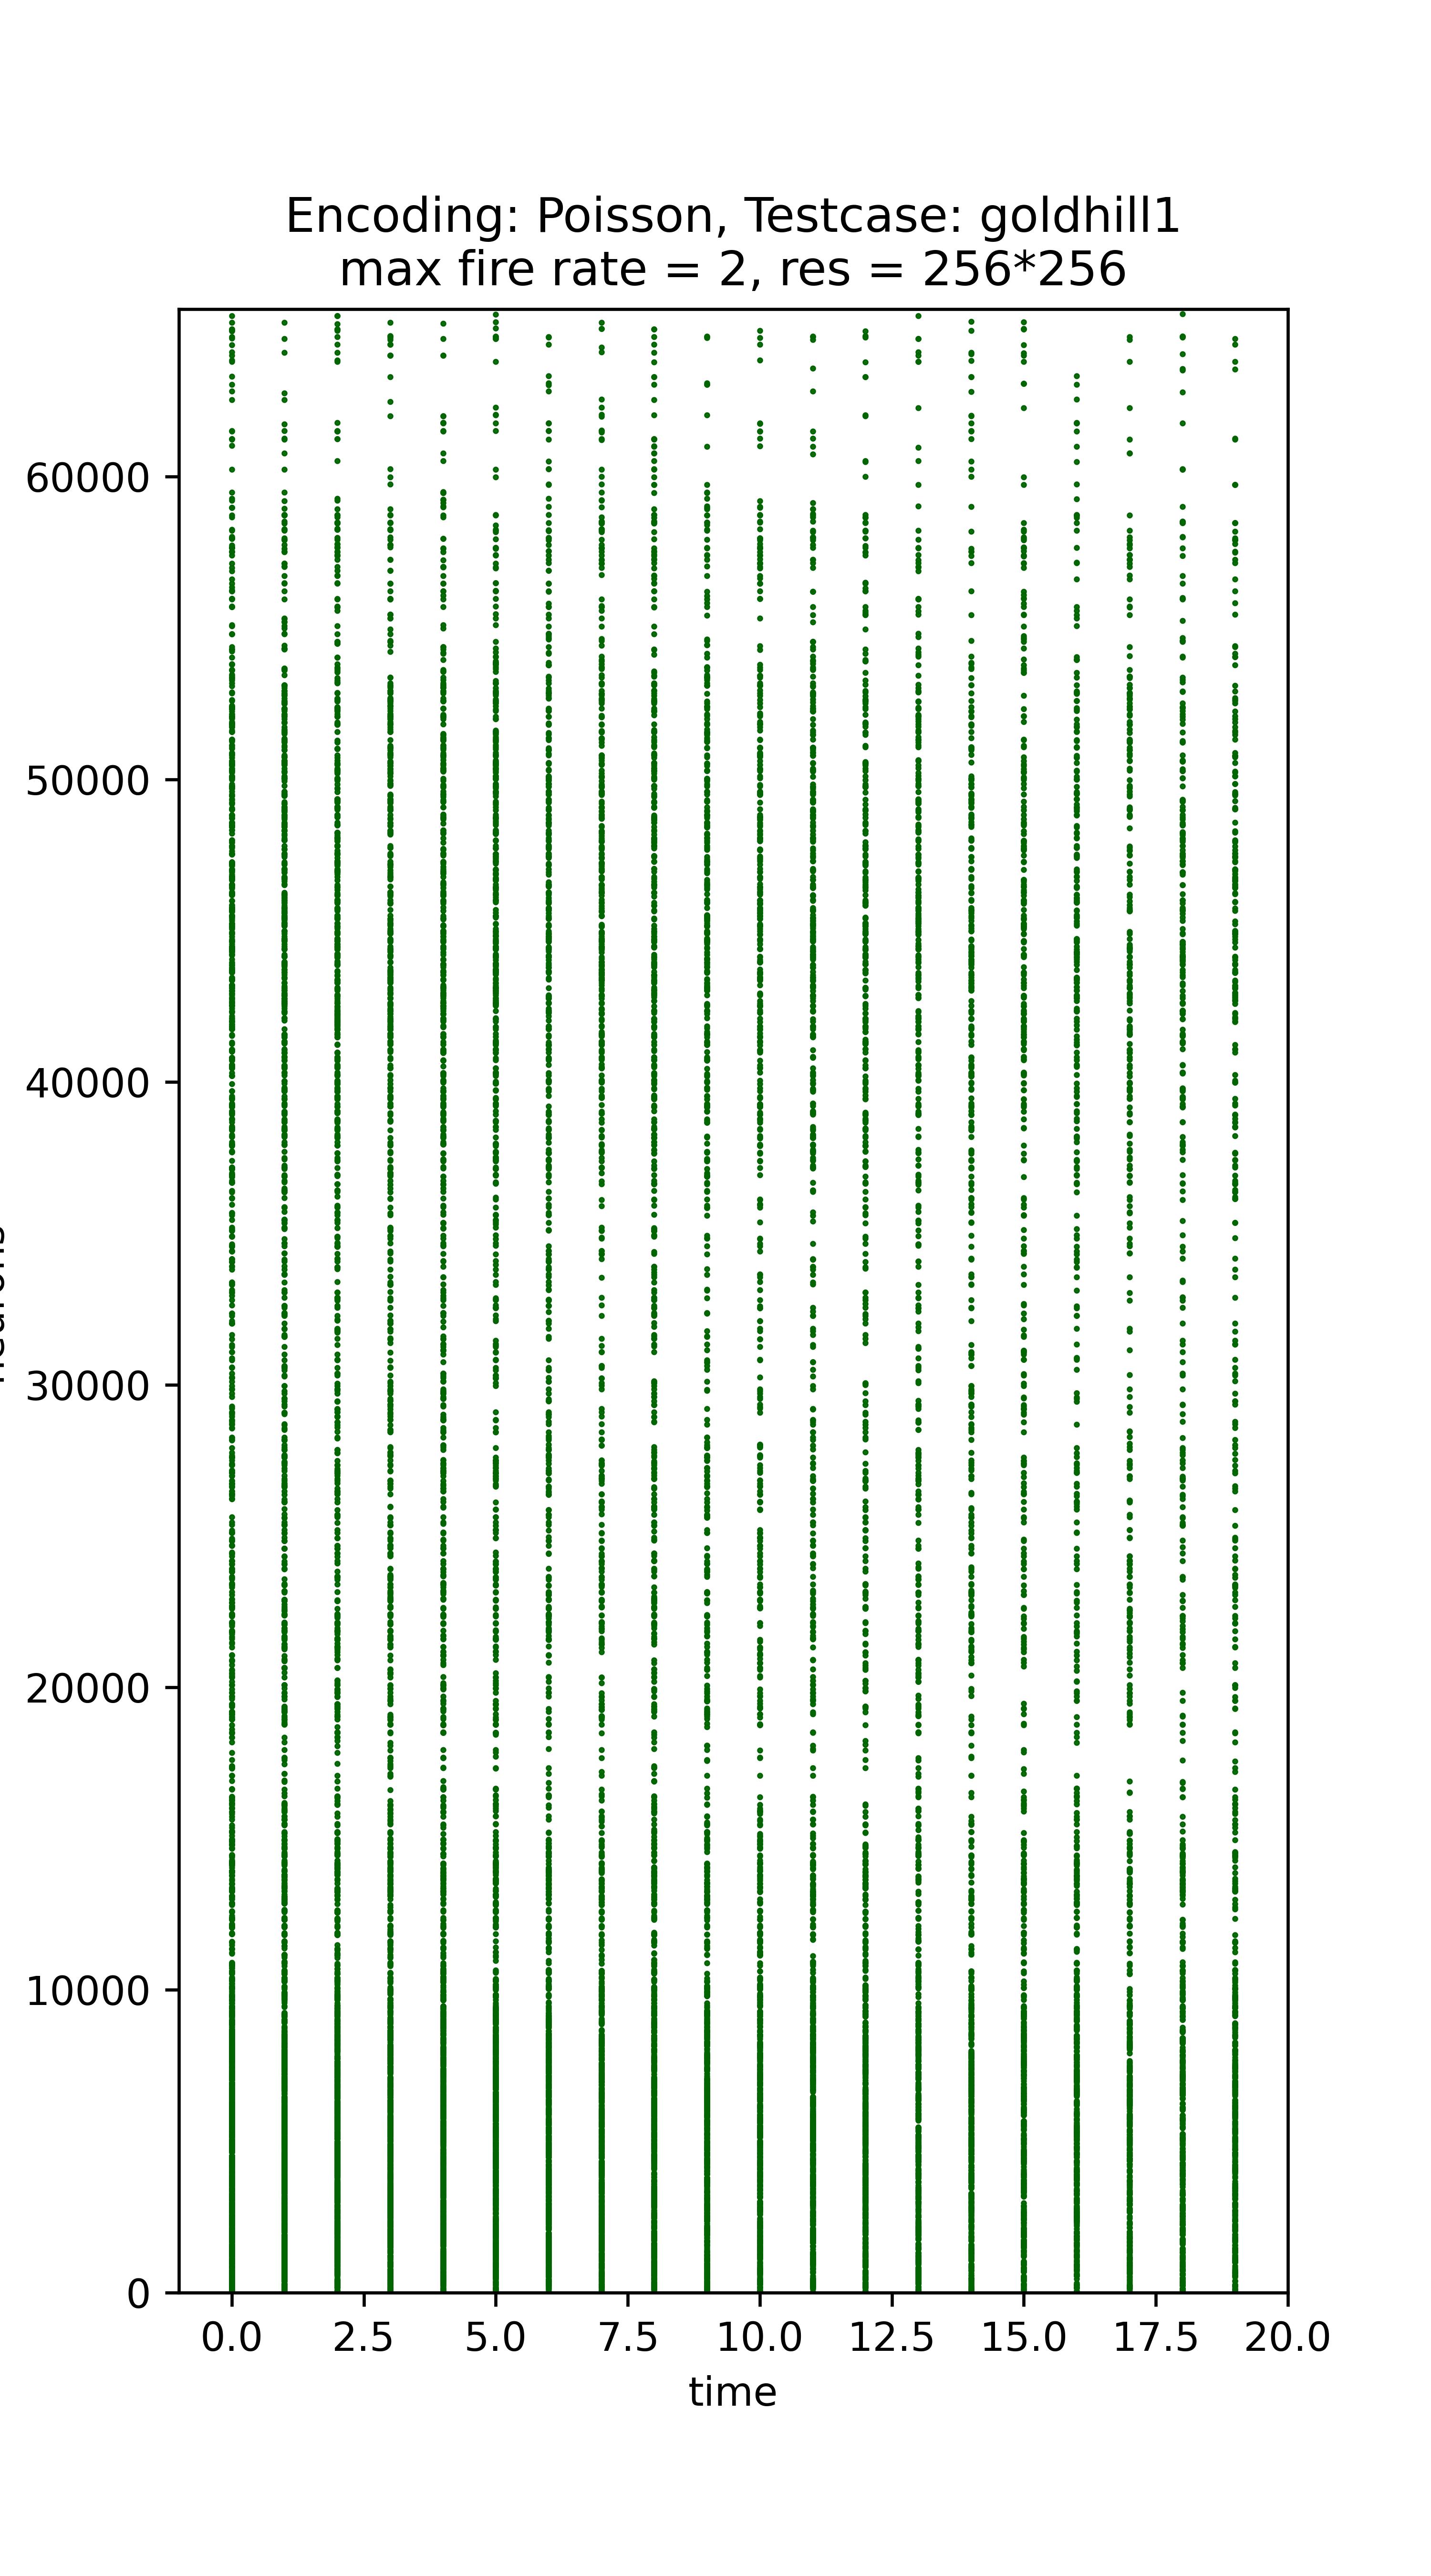 Encoding: Poisson, Testcase: goldhill1
max fire rate = 2, res = 256*256
60000
50000
40000
30000
20000
10000
0
0.0 2.5 5.0 7.5 10.0 12.5 15.0 17.5 20.0
time